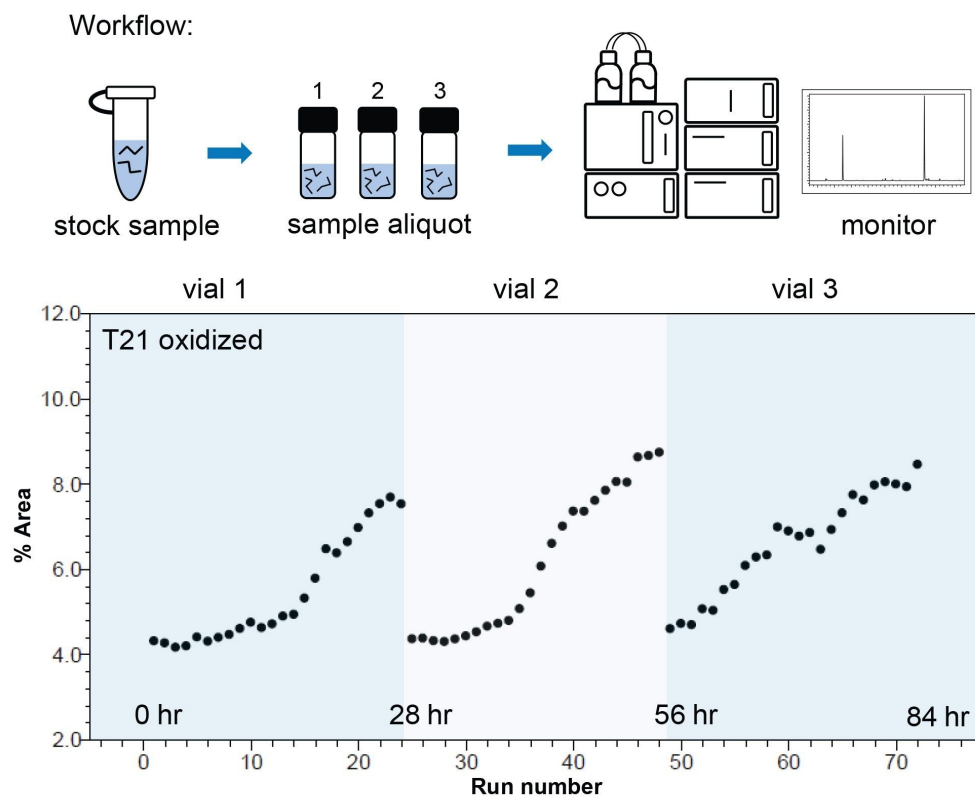 Workflow:
1 2 3
stock sample
sample aliquot
monitor
vial 1 vial 2 vial 3
T21 oxidized
12.0
10.0
8.0
6.0
4.0
2.0
% Area
0 hr 28 hr 56 hr 84 hr
0 10 20 30 40 50 60 70
Run number